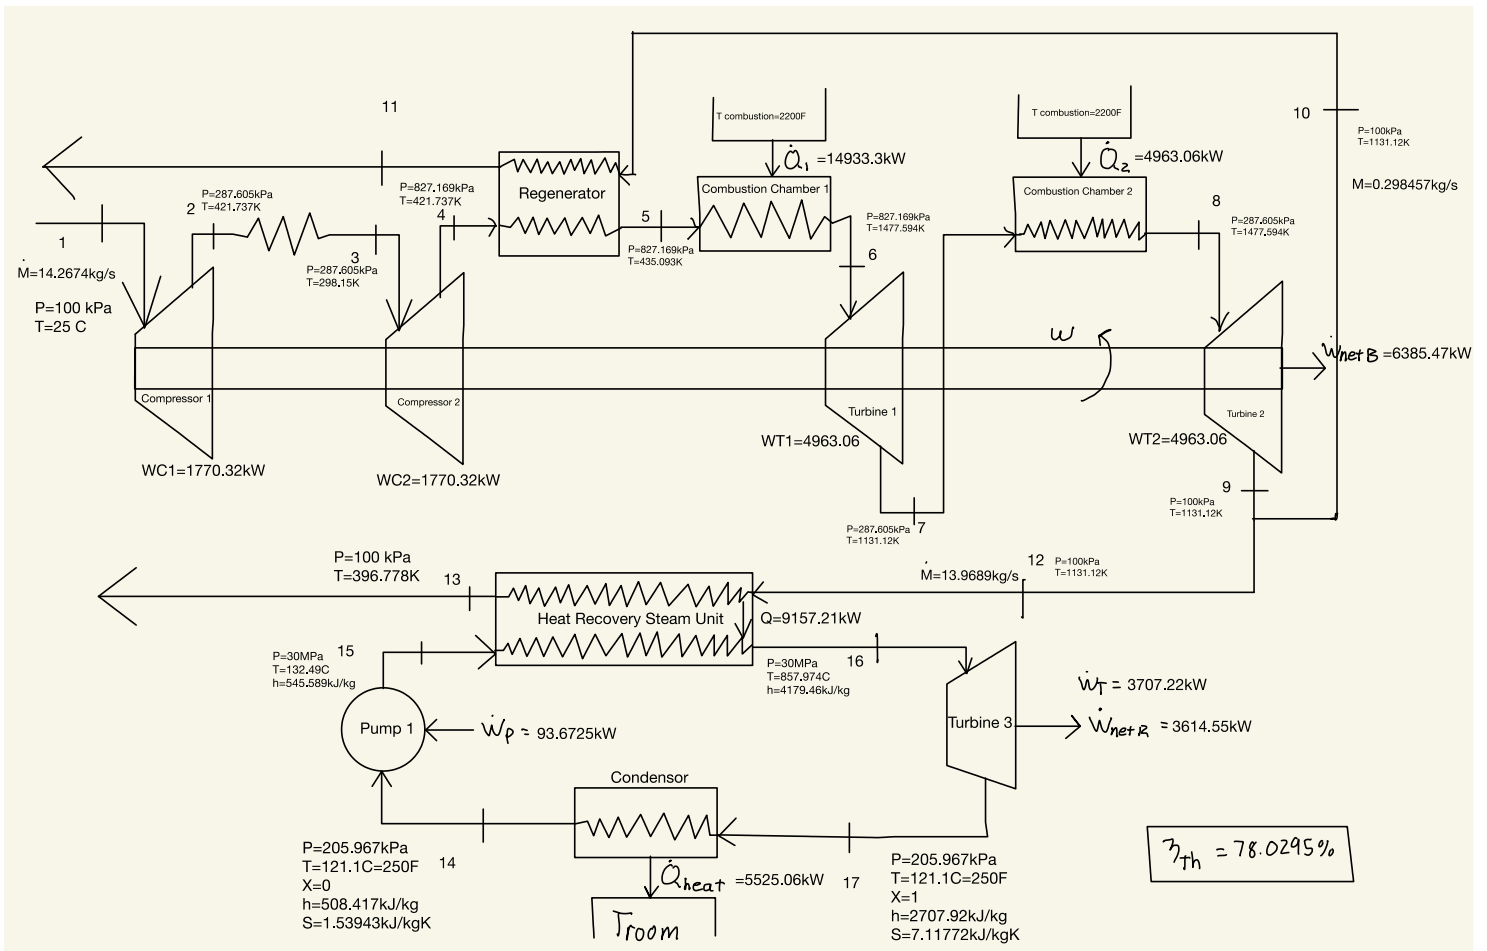 11
10
P=100kPa
T=1131.12K
M=0.298457kg/s
T combustion=2200F
Q̇₁ =14933.3kW
T combustion=2200F
Q̇₂ =4963.06kW
Regenerator
Combustion Chamber 1
Combustion Chamber 2
P=287.605kPa
T=421.737K
2
P=827.169kPa
T=421.737K
4
5
P=827.169kPa
T=435.093K
P=827.169kPa
T=1477.594K
6
8
P=287.605kPa
T=1477.594K
1
Ṁ=14.2674kg/s
P=100 kPa
T=25 C
3
P=287.605kPa
T=298.15K
ω
Ẇnet B =6385.47kW
Compressor 1
Compressor 2
Turbine 1
Turbine 2
WC1=1770.32kW
WC2=1770.32kW
WT1=4963.06
WT2=4963.06
9
P=100kPa
T=1131.12K
P=287.605kPa
T=1131.12K
7
P=100 kPa
T=396.778K
13
12
P=100kPa
T=1131.12K
Ṁ=13.9689kg/s
Heat Recovery Steam Unit
Q=9157.21kW
15
P=30MPa
T=132.49C
h=545.589kJ/kg
16
P=30MPa
T=857.974C
h=4179.46kJ/kg
Pump 1
Ẇp = 93.6725kW
Turbine 3
ẆT = 3707.22kW
Ẇnet R = 3614.55kW
Condensor
14
P=205.967kPa
T=121.1C=250F
X=0
h=508.417kJ/kg
S=1.53943kJ/kgK
Q̇heat =5525.06kW
Troom
17
P=205.967kPa
T=121.1C=250F
X=1
h=2707.92kJ/kg
S=7.11772kJ/kgK
ηth = 78.0295%